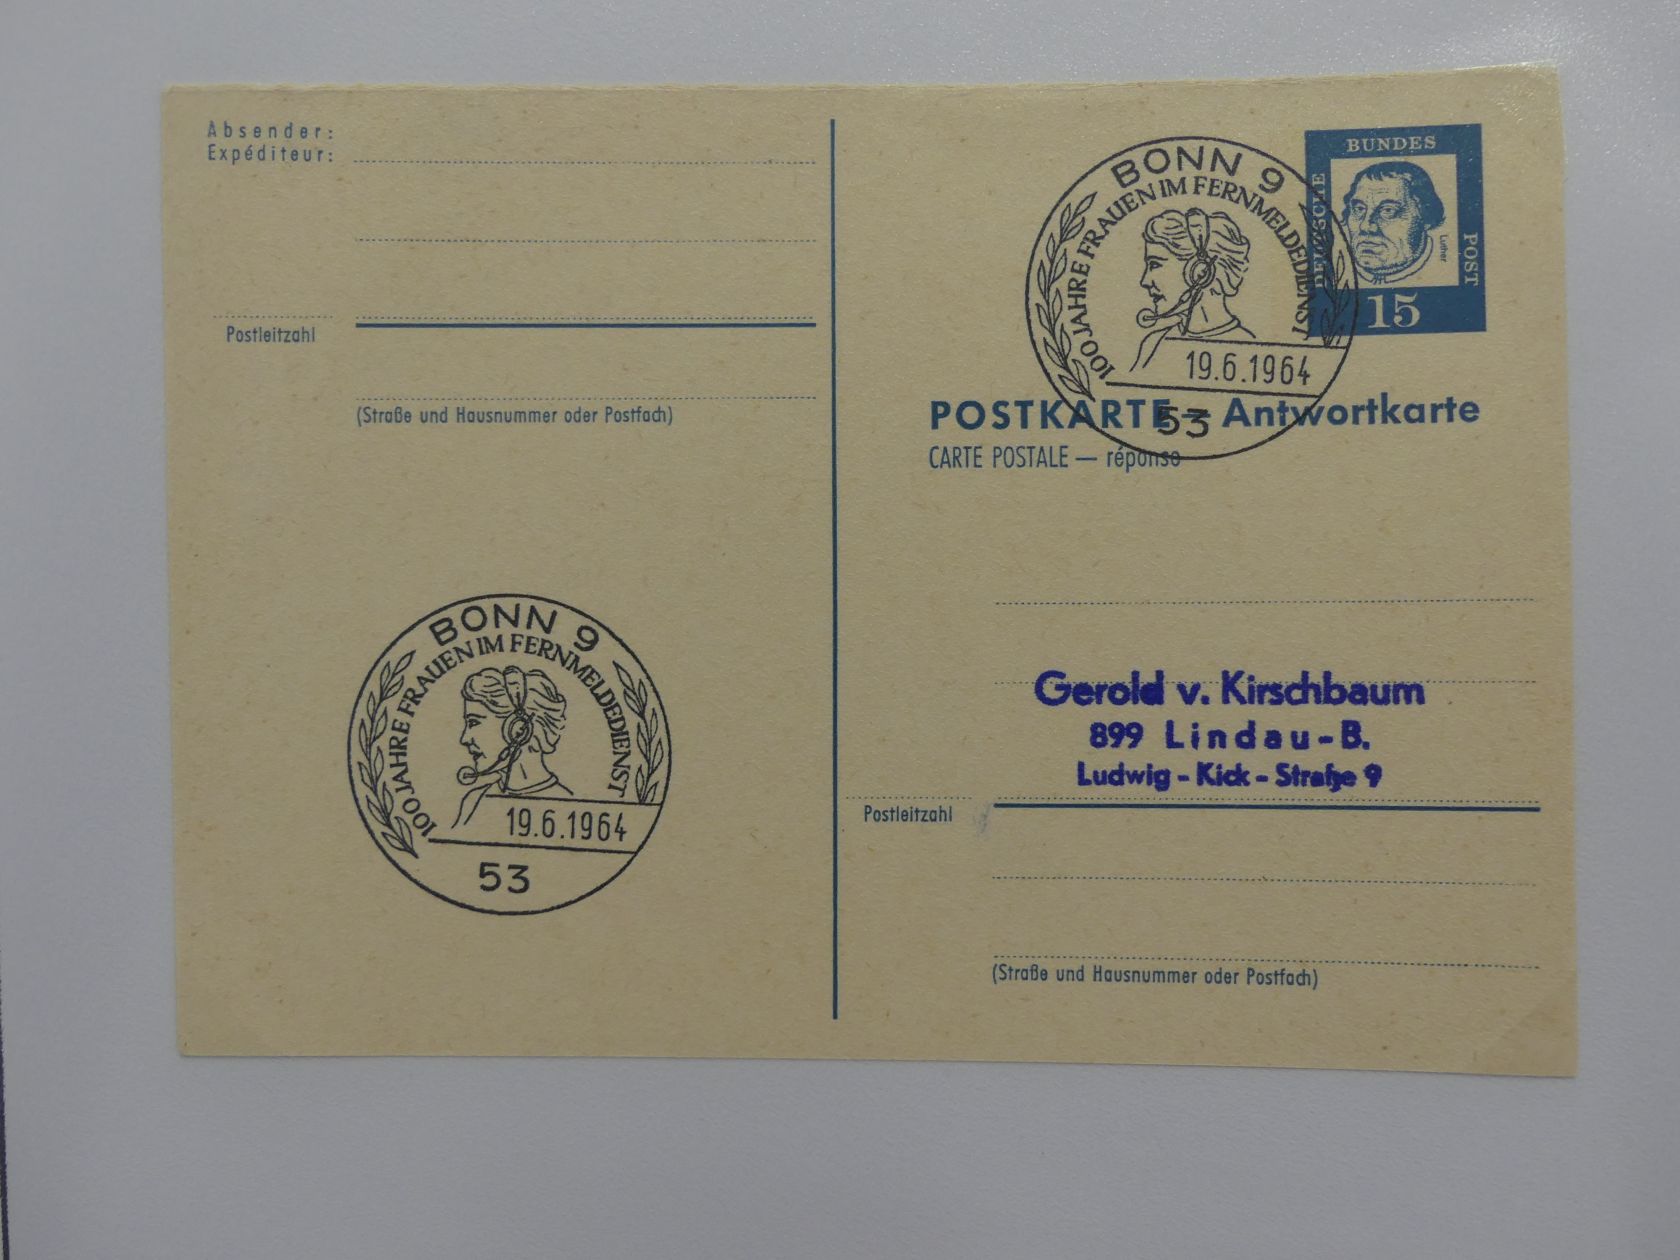 Absender:
Expéditeur:
Postleitzahl
(Straße und Hausnummer oder Postfach)
BONN 9
100 JAHRE FRAUEN IM FERNMELDEDIENST
19.6.1964
53
BONN 9
100 JAHRE FRAUEN IM FERNMELDEDIENST
19.6.1964
53
DEUTSCHE
BUNDES
POST
Luther
15
POSTKARTE — Antwortkarte
CARTE POSTALE — réponse
Gerold v. Kirschbaum
899 Lindau-B.
Ludwig-Kick-Straße 9
Postleitzahl
(Straße und Hausnummer oder Postfach)